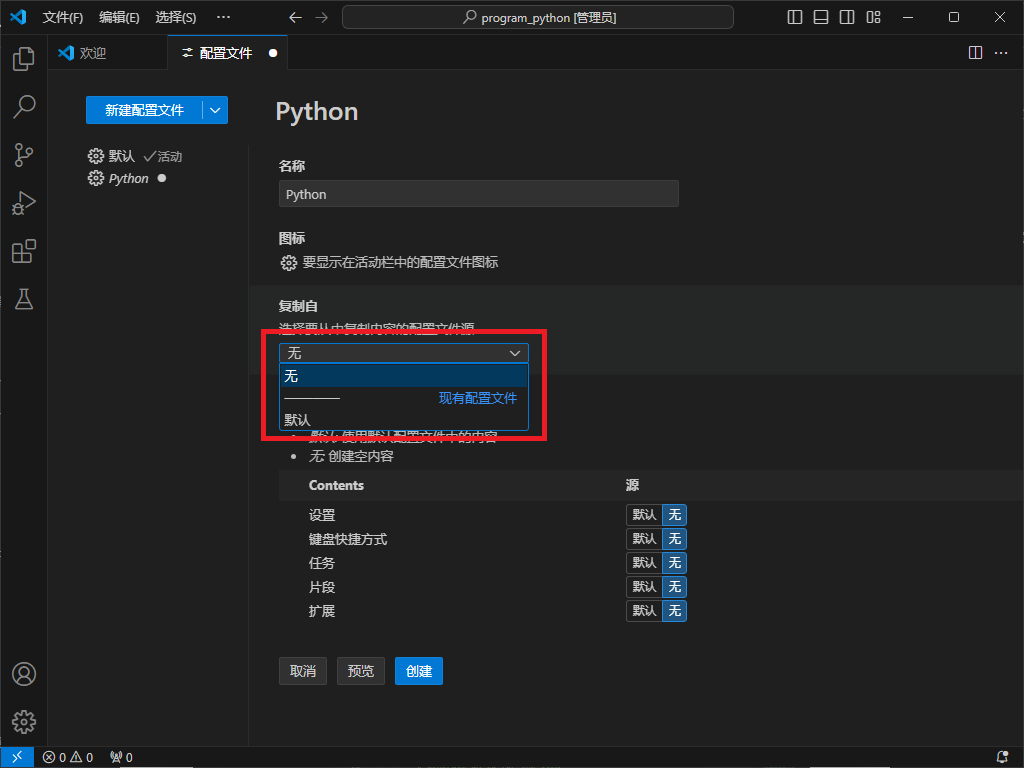 文件(F) 编辑(E) 选择(S) ··· program_python [管理员]
欢迎 配置文件
新建配置文件
默认 活动
Python
Python
名称
Python
图标
要显示在活动栏中的配置文件图标
复制自
选择要从中复制内容的配置文件源
无
无
现有配置文件
默认
默认: 使用默认配置文件中的内容
无 创建空内容
Contents 源
设置 默认 无
键盘快捷方式 默认 无
任务 默认 无
片段 默认 无
扩展 默认 无
取消 预览 创建
0 0 0